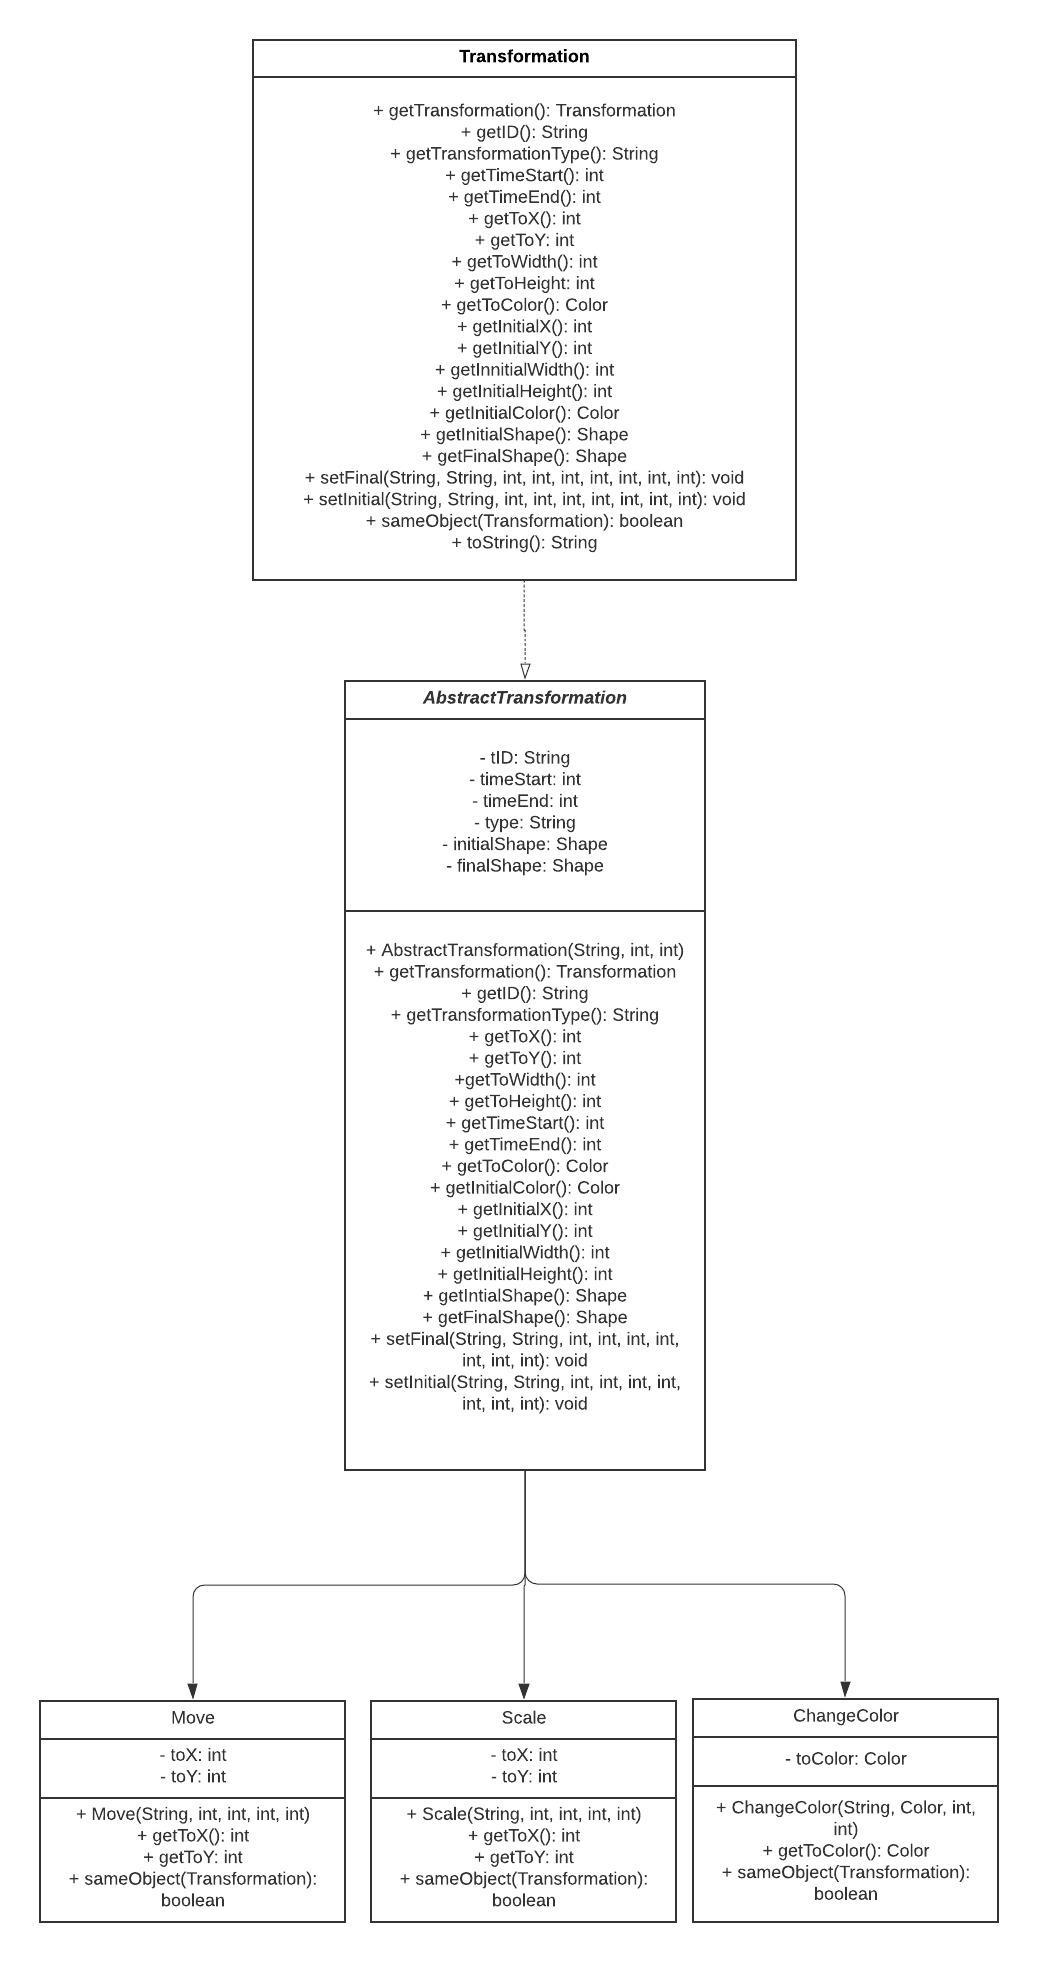 Transformation
+ getTransformation(): Transformation
+ getID(): String
+ getTransformationType(): String
+ getTimeStart(): int
+ getTimeEnd(): int
+ getToX(): int
+ getToY: int
+ getToWidth(): int
+ getToHeight: int
+ getToColor(): Color
+ getInitialX(): int
+ getInitialY(): int
+ getInnitialWidth(): int
+ getInitialHeight(): int
+ getInitialColor(): Color
+ getInitialShape(): Shape
+ getFinalShape(): Shape
+ setFinal(String, String, int, int, int, int, int, int, int): void
+ setInitial(String, String, int, int, int, int, int, int, int): void
+ sameObject(Transformation): boolean
+ toString(): String
AbstractTransformation
- tID: String
- timeStart: int
- timeEnd: int
- type: String
- initialShape: Shape
- finalShape: Shape
+ AbstractTransformation(String, int, int)
+ getTransformation(): Transformation
+ getID(): String
+ getTransformationType(): String
+ getToX(): int
+ getToY(): int
+getToWidth(): int
+ getToHeight(): int
+ getTimeStart(): int
+ getTimeEnd(): int
+ getToColor(): Color
+ getInitialColor(): Color
+ getInitialX(): int
+ getInitialY(): int
+ getInitialWidth(): int
+ getInitialHeight(): int
+ getIntialShape(): Shape
+ getFinalShape(): Shape
+ setFinal(String, String, int, int, int, int,
int, int, int): void
+ setInitial(String, String, int, int, int, int,
int, int, int): void
Move
- toX: int
- toY: int
+ Move(String, int, int, int, int)
+ getToX(): int
+ getToY: int
+ sameObject(Transformation):
boolean
Scale
- toX: int
- toY: int
+ Scale(String, int, int, int, int)
+ getToX(): int
+ getToY: int
+ sameObject(Transformation):
boolean
ChangeColor
- toColor: Color
+ ChangeColor(String, Color, int,
int)
+ getToColor(): Color
+ sameObject(Transformation):
boolean